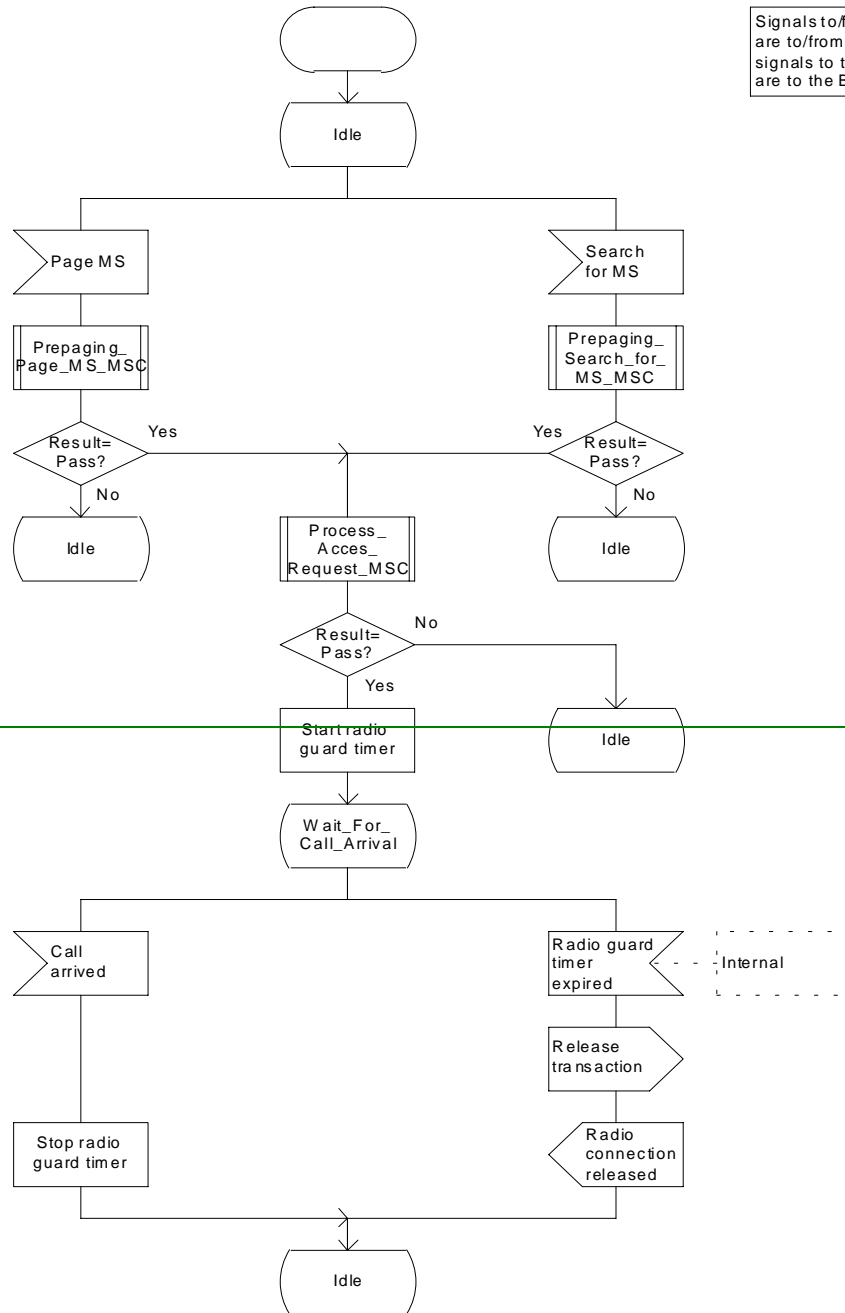 Signals to/
are to/from
signals to t
are to the
Idle
Page MS
Search
for MS
Prepaging_
Page_MS_MSC
Prepaging_
Search_for_
MS_MSC
Result=
Pass?
Yes
No
Yes
Result=
Pass?
No
Idle
Process_
Acces_
Request_MSC
Idle
Result=
Pass?
No
Yes
Start radio
guard timer
Idle
Wait_For_
Call_Arrival
Call
arrived
Radio guard
timer
expired
Internal
Release
transaction
Stop radio
guard timer
Radio
connection
released
Idle